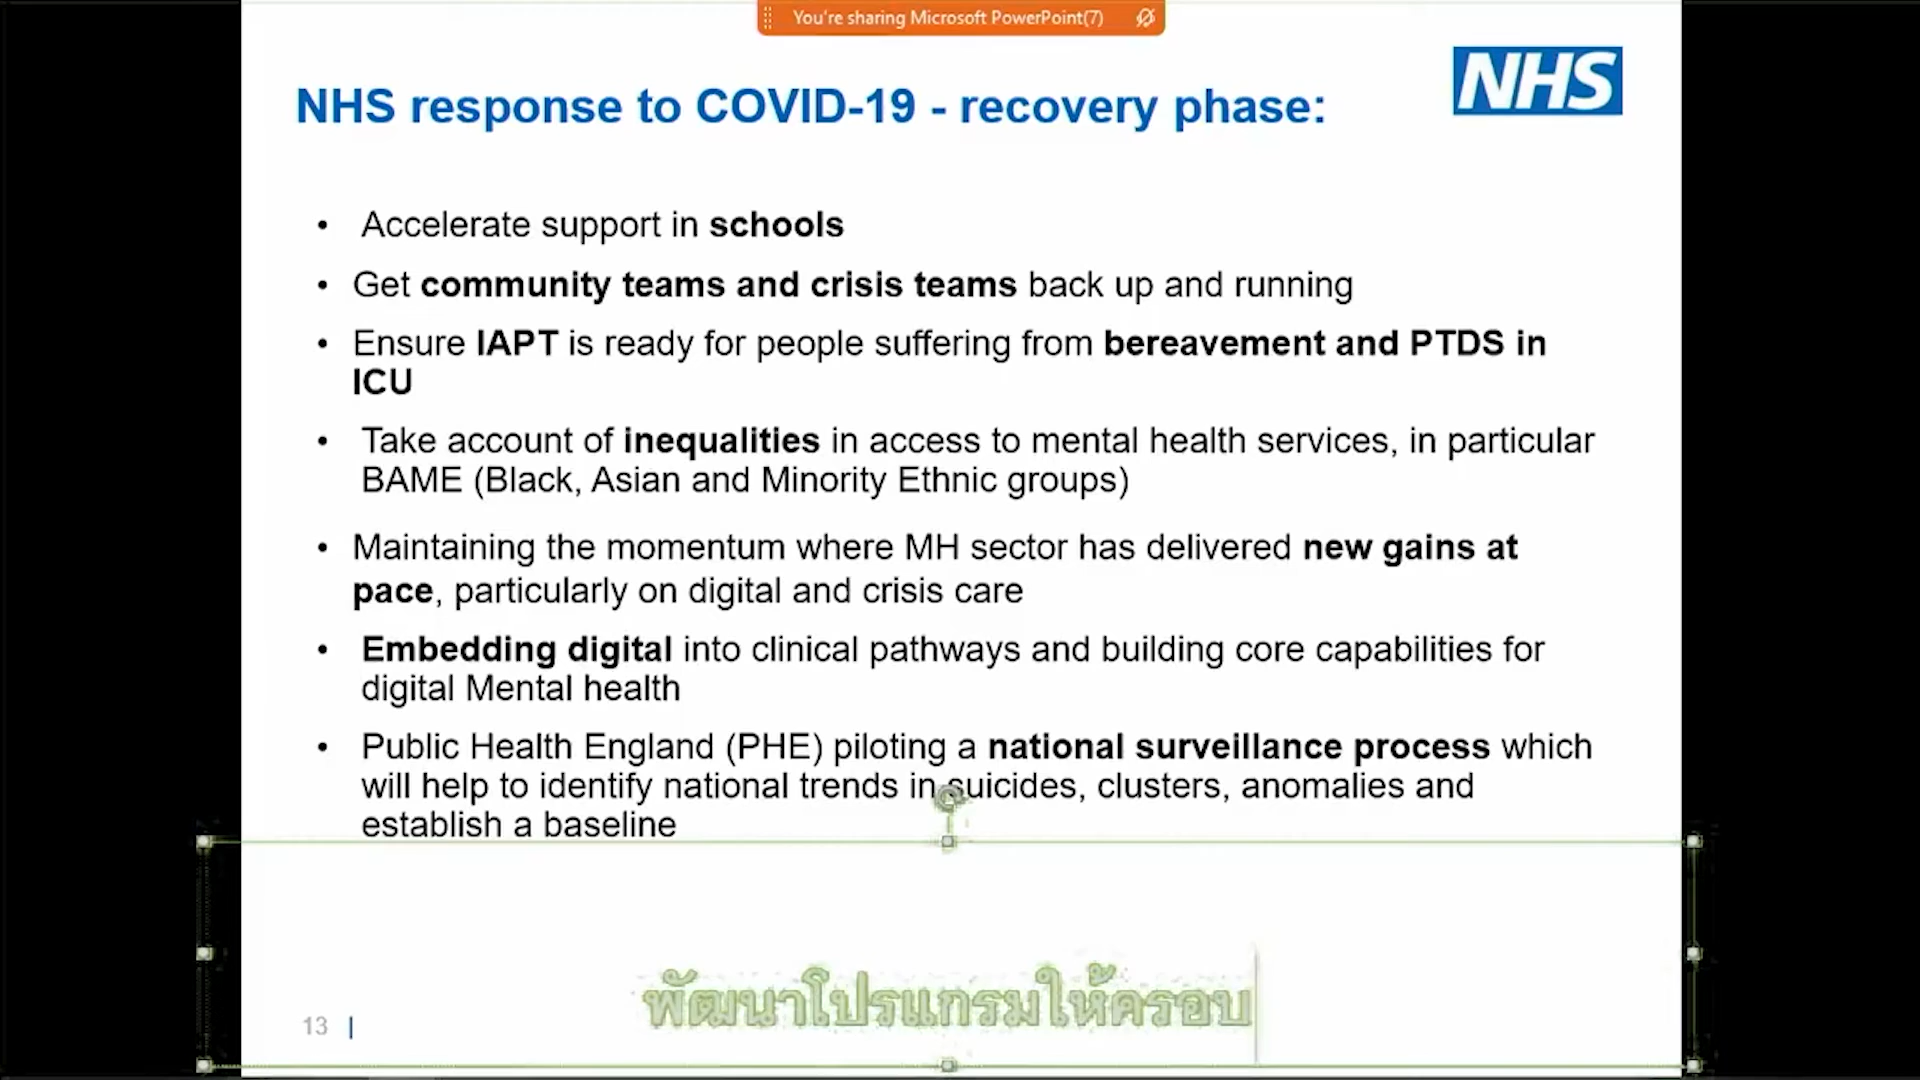 You're sharing Microsoft PowerPoint(7)
NHS
NHS response to COVID-19 - recovery phase:
• Accelerate support in schools
• Get community teams and crisis teams back up and running
• Ensure IAPT is ready for people suffering from bereavement and PTDS in
ICU
• Take account of inequalities in access to mental health services, in particular
BAME (Black, Asian and Minority Ethnic groups)
• Maintaining the momentum where MH sector has delivered new gains at
pace, particularly on digital and crisis care
• Embedding digital into clinical pathways and building core capabilities for
digital Mental health
• Public Health England (PHE) piloting a national surveillance process which
will help to identify national trends in suicides, clusters, anomalies and
establish a baseline
พัฒนาโปรแกรมให้ครอบ
13 |